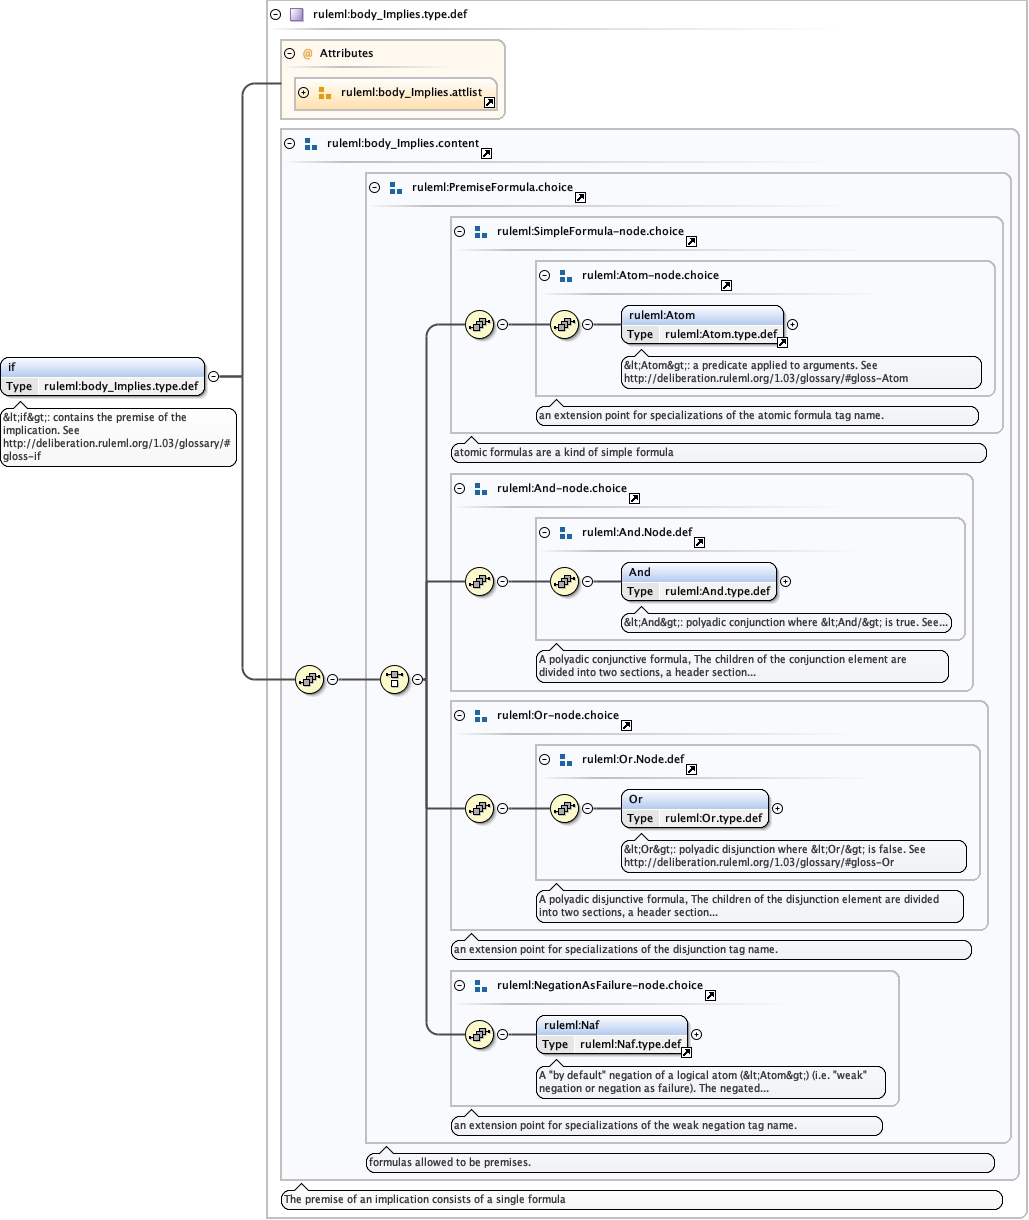 ruleml:body_Implies.type.def
@ Attributes
ruleml:body_Implies.attlist
ruleml:body_Implies.content
ruleml:PremiseFormula.choice
ruleml:SimpleFormula-node.choice
ruleml:Atom-node.choice
ruleml:Atom
Type ruleml:Atom.type.def
&lt;Atom&gt;: a predicate applied to arguments. See
http://deliberation.ruleml.org/1.03/glossary/#gloss-Atom
an extension point for specializations of the atomic formula tag name.
atomic formulas are a kind of simple formula
if
Type ruleml:body_Implies.type.def
&lt;if&gt;: contains the premise of the
implication. See
http://deliberation.ruleml.org/1.03/glossary/#
gloss-if
ruleml:And-node.choice
ruleml:And.Node.def
And
Type ruleml:And.type.def
&lt;And&gt;: polyadic conjunction where &lt;And/&gt; is true. See...
A polyadic conjunctive formula, The children of the conjunction element are
divided into two sections, a header section...
ruleml:Or-node.choice
ruleml:Or.Node.def
Or
Type ruleml:Or.type.def
&lt;Or&gt;: polyadic disjunction where &lt;Or/&gt; is false. See
http://deliberation.ruleml.org/1.03/glossary/#gloss-Or
A polyadic disjunctive formula, The children of the disjunction element are divided
into two sections, a header section...
an extension point for specializations of the disjunction tag name.
ruleml:NegationAsFailure-node.choice
ruleml:Naf
Type ruleml:Naf.type.def
A "by default" negation of a logical atom (&lt;Atom&gt;) (i.e. "weak"
negation or negation as failure). The negated...
an extension point for specializations of the weak negation tag name.
formulas allowed to be premises.
The premise of an implication consists of a single formula